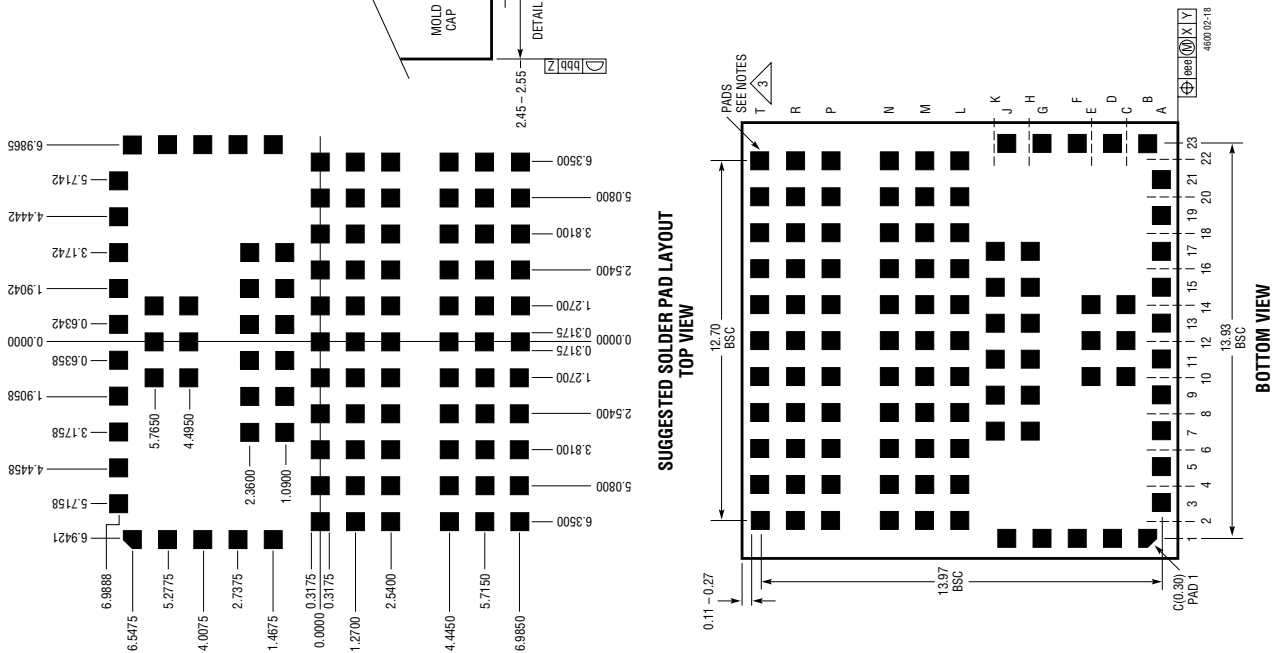 MOLD
CAP
DETAIL
2.45 – 2.55
Z bbb
6.9865
5.7142
4.4442
3.1742
1.9042
0.6342
0.0000
0.6358
1.9058
3.1758
4.4458
5.7158
6.9421
5.7650
4.4950
2.3600
1.0900
6.3500
5.0800
3.8100
2.5400
1.2700
0.3175
0.0000
0.3175
1.2700
2.5400
3.8100
5.0800
6.3500
6.9888
6.5475
5.2775
4.0075
2.7375
1.4675
0.3175
0.0000
0.3175
1.2700
2.5400
4.4450
5.7150
6.9850
SUGGESTED SOLDER PAD LAYOUT
TOP VIEW
PADS
SEE NOTES
3
T
R
P
N
M
L
K
J
H
G
F
E
D
C
B
A
eee Ⓜ X Y
4600 02-18
12.70
BSC
23
22
21
20
19
18
17
16
15
14
13
12
11
10
9
8
7
6
5
4
3
2
1
13.93
BSC
0.11 – 0.27
13.97
BSC
C(0.30)
PAD 1
BOTTOM VIEW